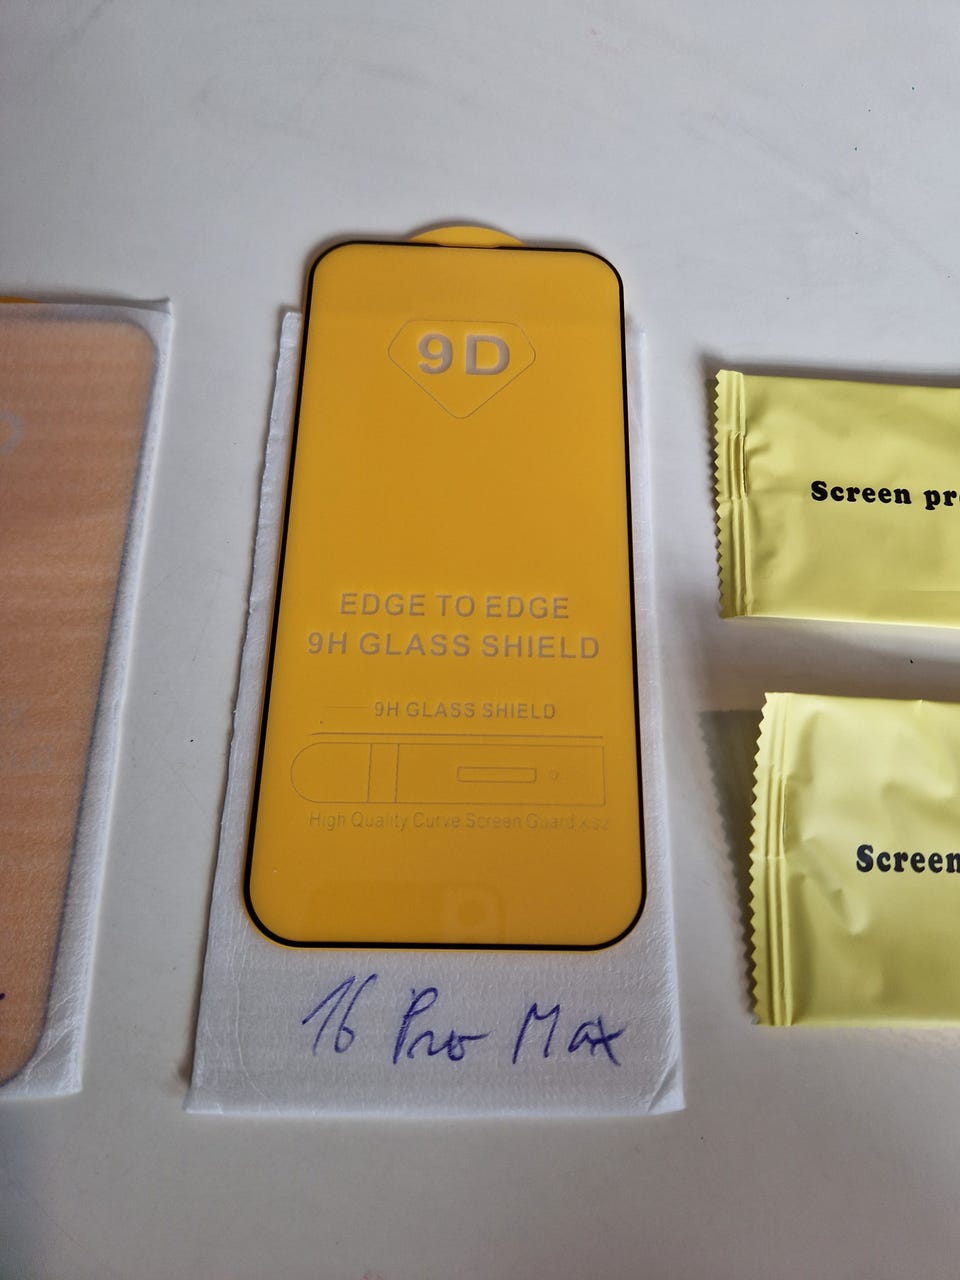 9D
EDGE TO EDGE
9H GLASS SHIELD
9H GLASS SHIELD
High Quality Curve Screen Guard
16 Pro Max
Screen
Screen